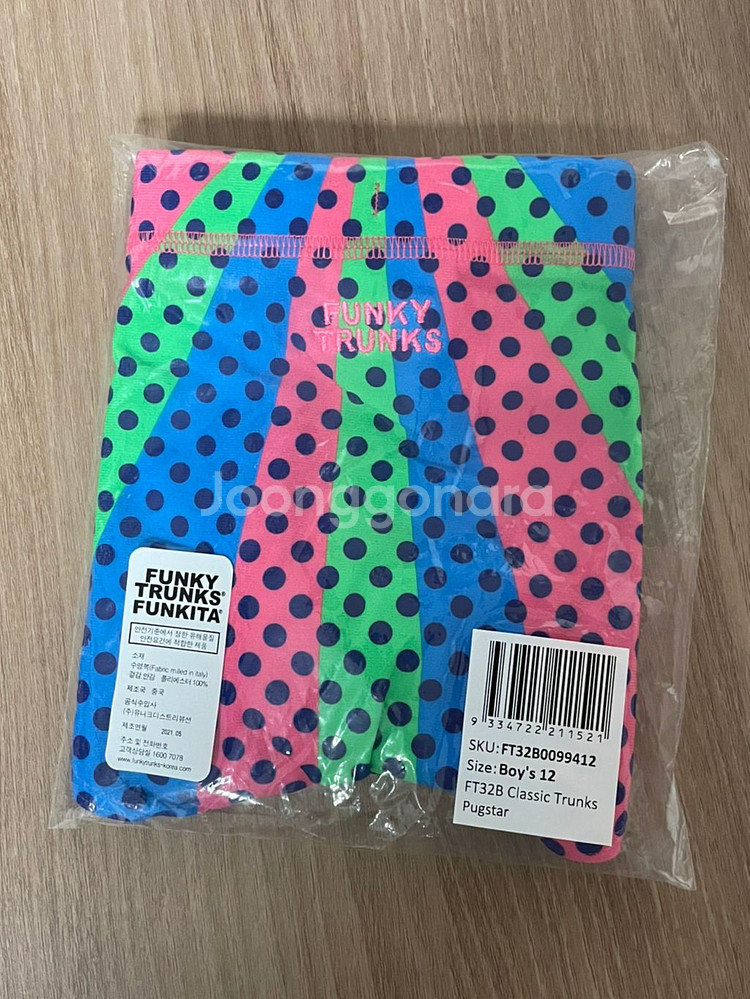 FUNKY
TRUNKS
Joonggonara
FUNKY
TRUNKS®
FUNKITA®
안전기준에서 정한 유해물질
안전요건에 적합한 제품
소재
수영복(Fabric milled in italy)
겉감,안감 폴리에스터 100%
제조국 중국
공식수입사
(주)유니크디스트리뷰션
제조연월 2021.05
주소 및 전화번호
고객상담실 1600 7078
www.funkytrunks-korea.com
9 334722 211521
SKU: FT32B0099412
Size: Boy's 12
FT32B Classic Trunks
Pugstar